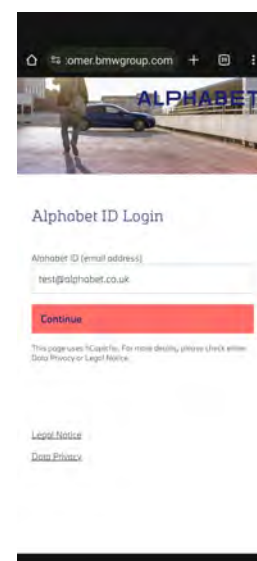 :omer.bmwgroup.com
ALPHABET
Alphabet ID Login
Alphabet ID (email address)
test@alphabet.co.uk
Continue
This page uses hCaptcha. For more details, please check either
Data Privacy or Legal Notice.
Legal Notice
Data Privacy